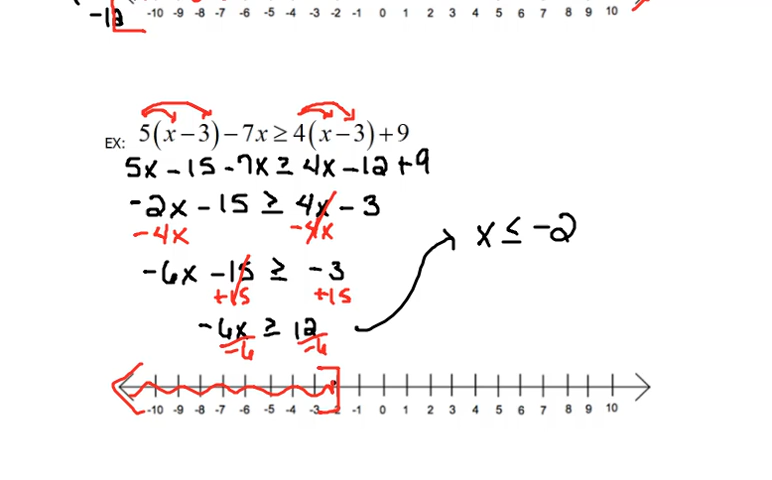 -12 -10 -9 -8 -7 -6 -5 -4 -3 -2 -1 0 1 2 3 4 5 6 7 8 9 10
EX: 5(x-3)-7x≥4(x-3)+9
5x-15-7x≥4x-12+9
-2x-15≥4x-3
-4x -4x
-6x-15≥-3
+15 +15
-6x≥12
-6 -6
x≤-2
-10 -9 -8 -7 -6 -5 -4 -3 -2 -1 0 1 2 3 4 5 6 7 8 9 10